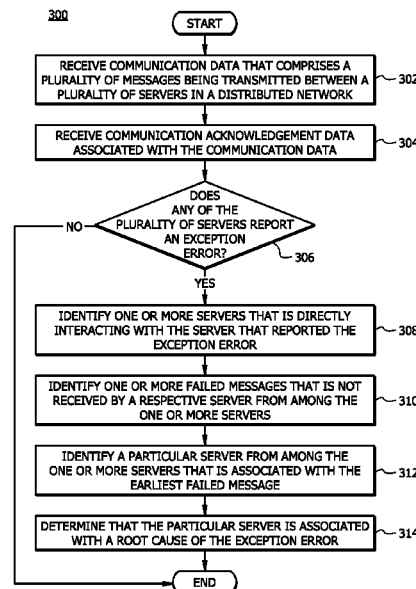 300
START
RECEIVE COMMUNICATION DATA THAT COMPRISES A
PLURALITY OF MESSAGES BEING TRANSMITTED BETWEEN A
PLURALITY OF SERVERS IN A DISTRIBUTED NETWORK
302
RECEIVE COMMUNICATION ACKNOWLEDGEMENT DATA
ASSOCIATED WITH THE COMMUNICATION DATA
304
DOES
ANY OF THE
PLURALITY OF SERVERS REPORT
AN EXCEPTION
ERROR?
NO
306
YES
IDENTIFY ONE OR MORE SERVERS THAT IS DIRECTLY
INTERACTING WITH THE SERVER THAT REPORTED THE
EXCEPTION ERROR
308
IDENTIFY ONE OR MORE FAILED MESSAGES THAT IS NOT
RECEIVED BY A RESPECTIVE SERVER FROM AMONG THE
ONE OR MORE SERVERS
310
IDENTIFY A PARTICULAR SERVER FROM AMONG THE
ONE OR MORE SERVERS THAT IS ASSOCIATED WITH THE
EARLIEST FAILED MESSAGE
312
DETERMINE THAT THE PARTICULAR SERVER IS ASSOCIATED
WITH A ROOT CAUSE OF THE EXCEPTION ERROR
314
END